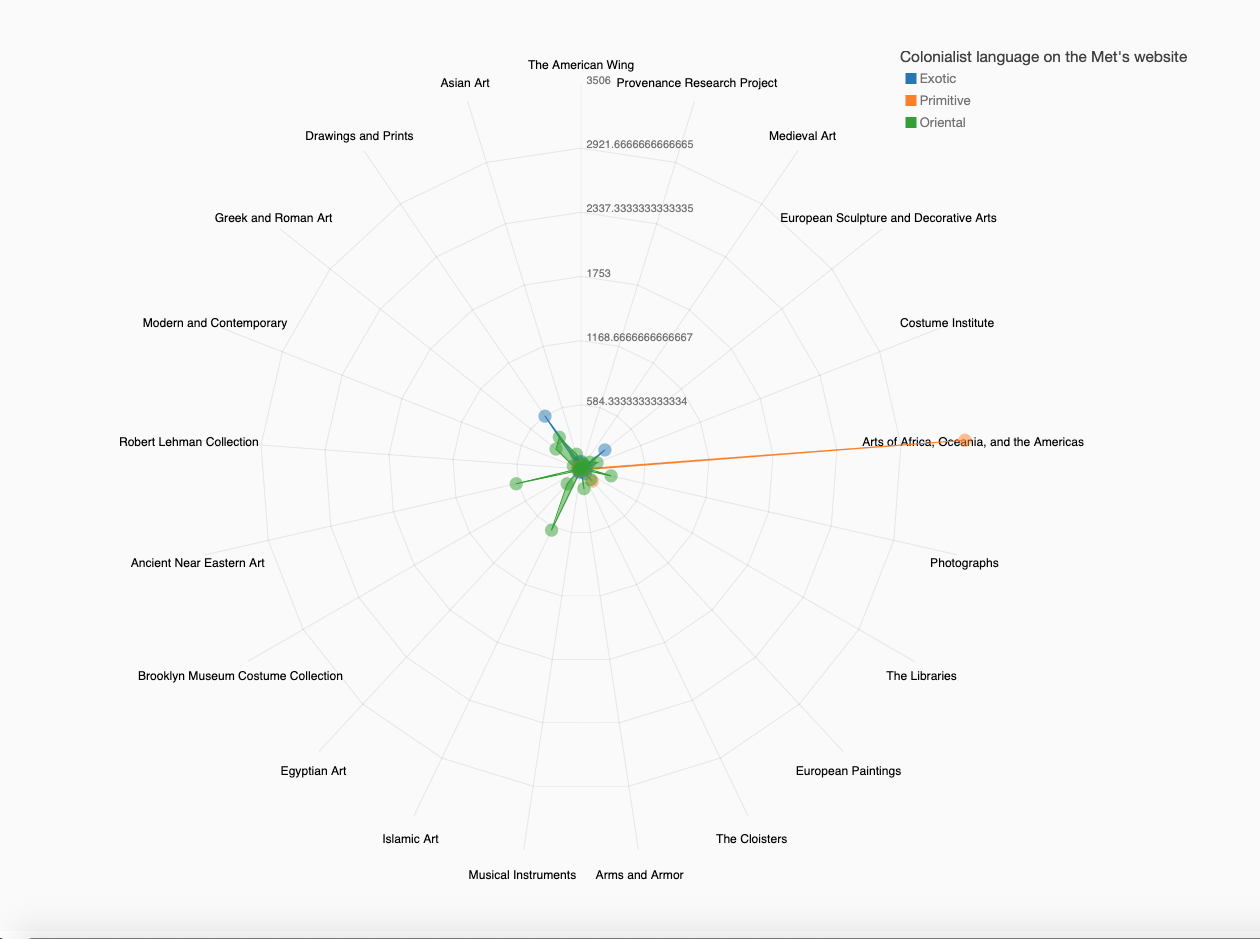 Colonialist language on the Met's website
Exotic
Primitive
Oriental
The American Wing
3506
Provenance Research Project
Asian Art
Drawings and Prints
Medieval Art
2921.6666666666665
Greek and Roman Art
2337.3333333333335
European Sculpture and Decorative Arts
1753
Modern and Contemporary
Costume Institute
1168.6666666666667
584.3333333333334
Robert Lehman Collection
Arts of Africa, Oceania, and the Americas
Ancient Near Eastern Art
Photographs
Brooklyn Museum Costume Collection
The Libraries
Egyptian Art
European Paintings
Islamic Art
The Cloisters
Musical Instruments
Arms and Armor